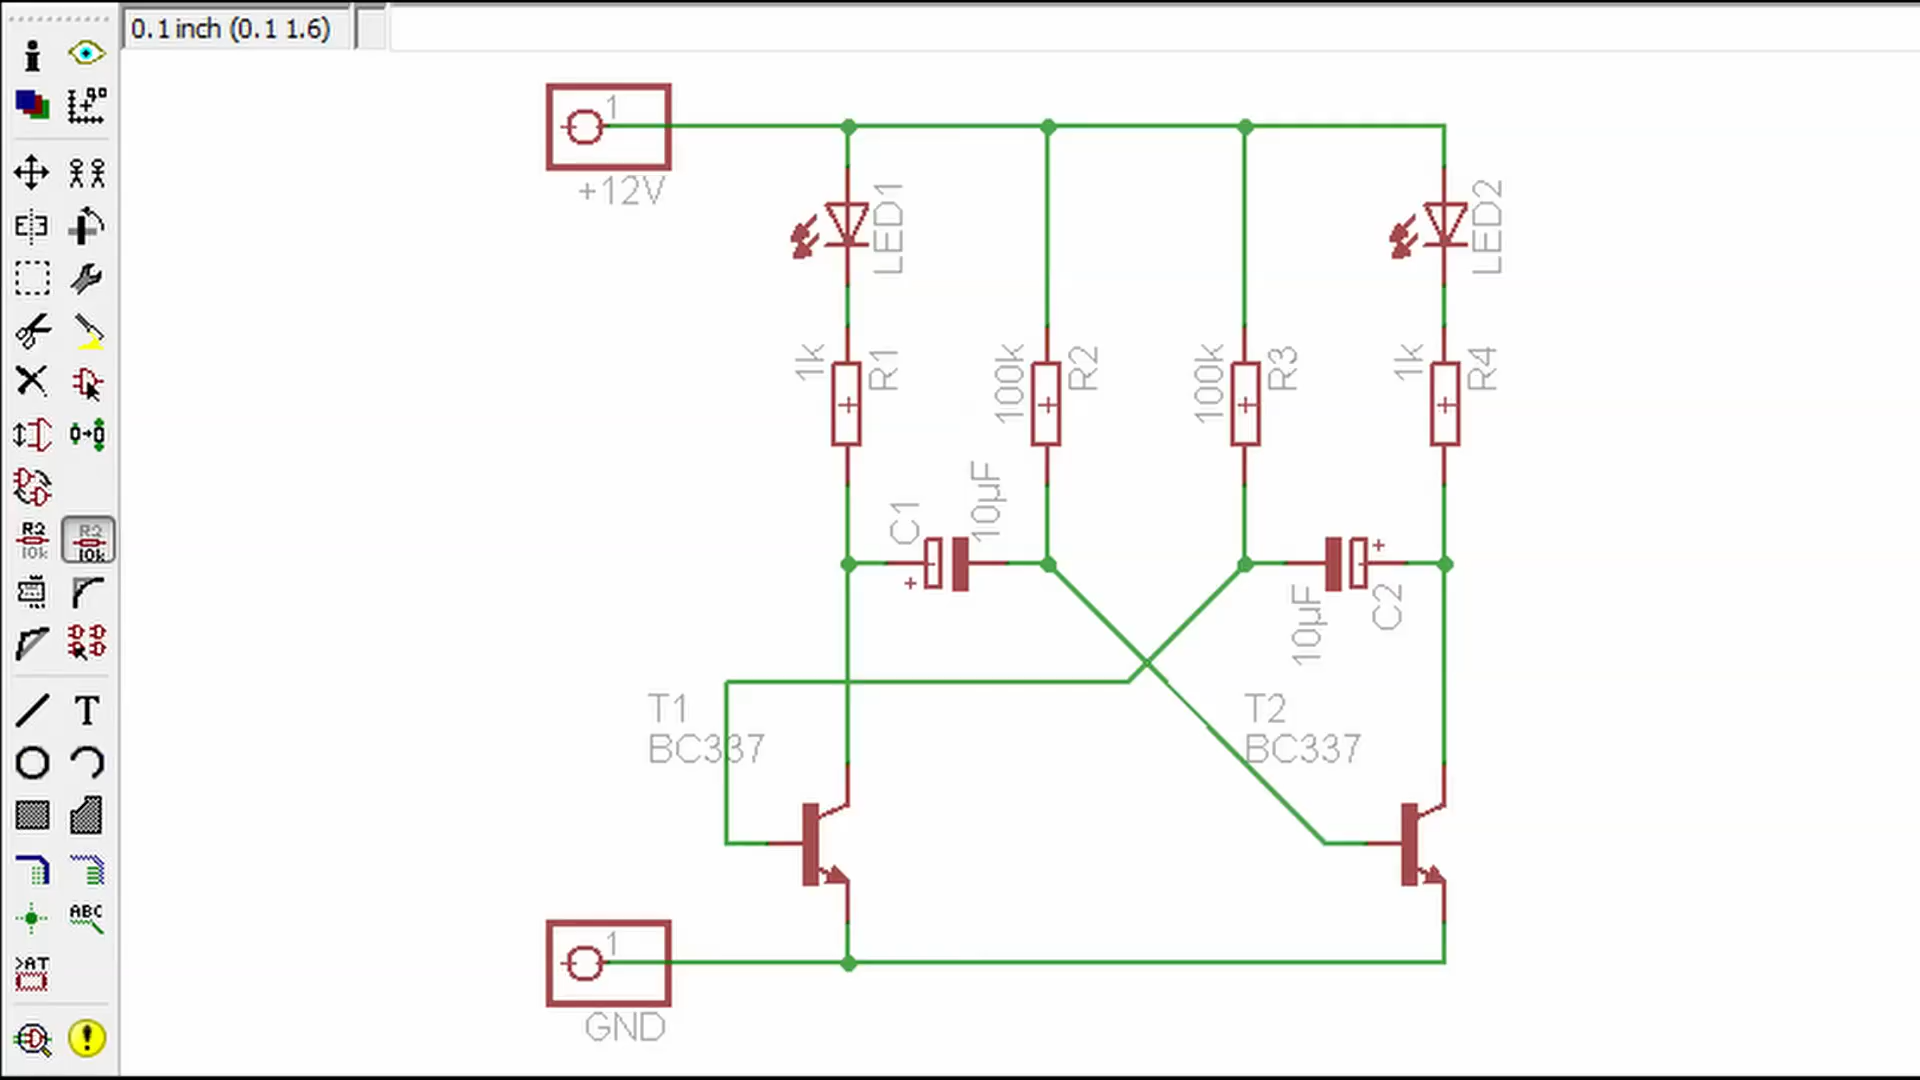 0.1 inch (0.1 1.6)
1
+12V
LED1
LED2
1k
R1
100k
R2
100k
R3
1k
R4
C1
10µF
+
+
10µF
C2
T1
BC337
T2
BC337
1
GND
R2
10k
R2
10k
T
ABC
>AT
!